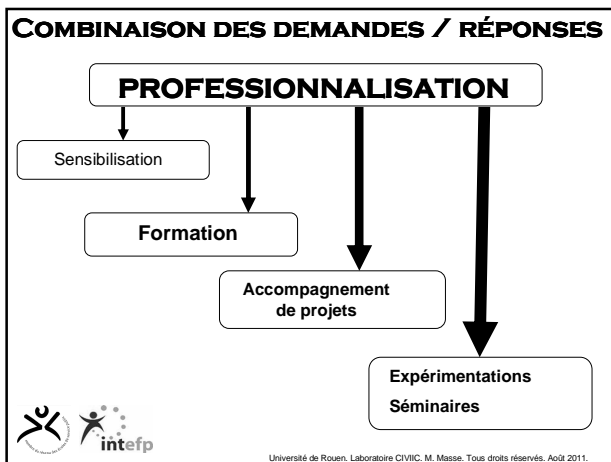 COMBINAISON DES DEMANDES / RÉPONSES
PROFESSIONNALISATION
Sensibilisation
Formation
Accompagnement
de projets
Expérimentations
Séminaires
intefp
Université de Rouen. Laboratoire CIVIIC. M. Masse. Tous droits réservés. Août 2011.